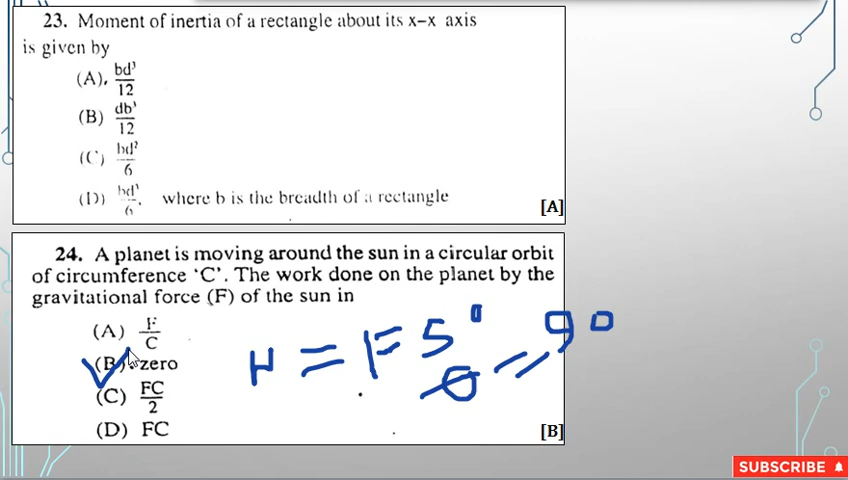 23. Moment of inertia of a rectangle about its x–x axis
is given by
(A). bd³/12
(B) db³/12
(C) bd²/6
(D) bd³/6, where b is the breadth of a rectangle
[A]
24. A planet is moving around the sun in a circular orbit
of circumference ‘C’. The work done on the planet by the
gravitational force (F) of the sun in
(A) F/C
(B) zero
(C) FC/2
(D) FC
= F S
θ = 90
[B]
SUBSCRIBE